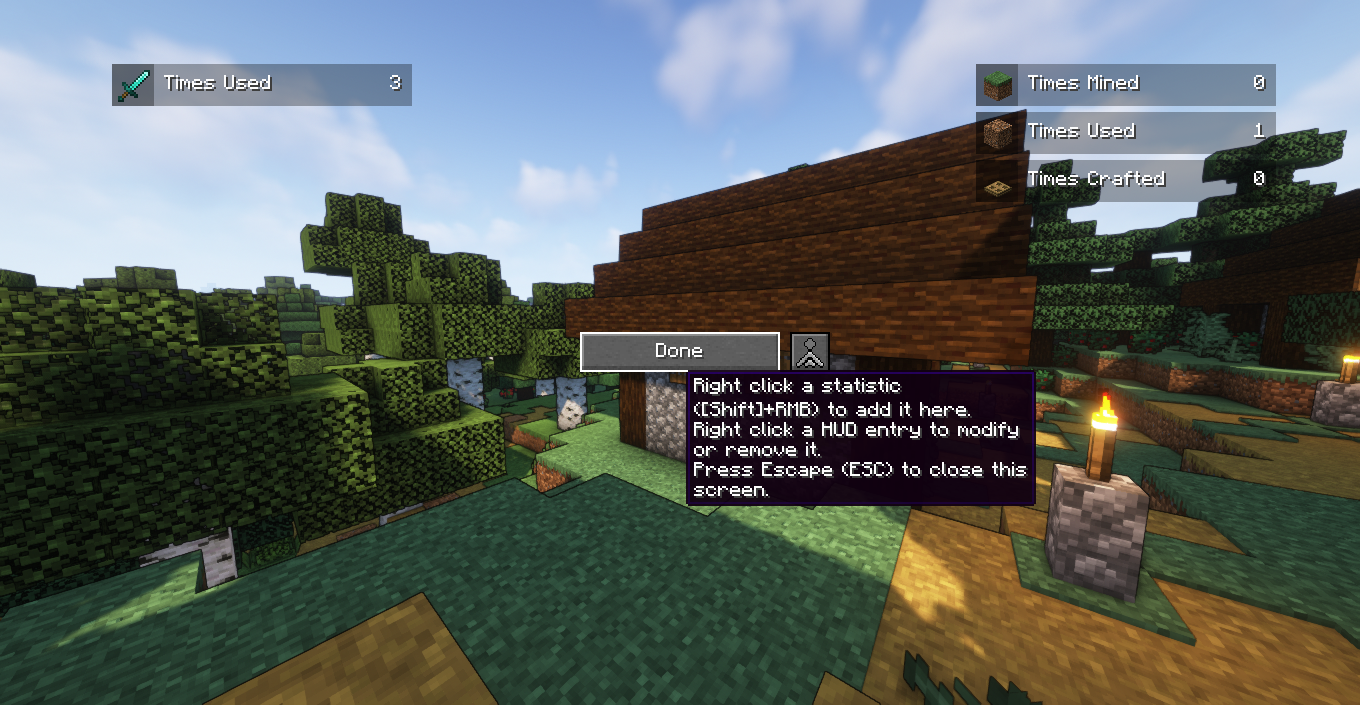 Times Used 3
Times Mined 0
Times Used 1
Times Crafted 0
Done
Right click a statistic
([Shift]+RMB) to add it here.
Right click a HUD entry to modify
or remove it.
Press Escape (ESC) to close this
screen.